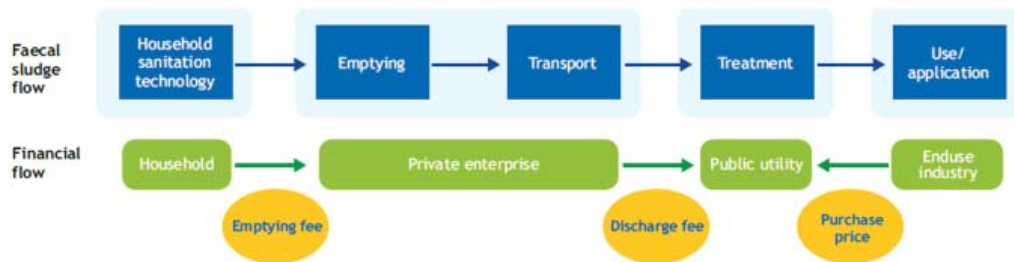 Faecal
sludge
flow
Household
sanitation
technology
Emptying
Transport
Treatment
Use/
application
Financial
flow
Household
Private enterprise
Public utility
Enduse
industry
Emptying fee
Discharge fee
Purchase
price